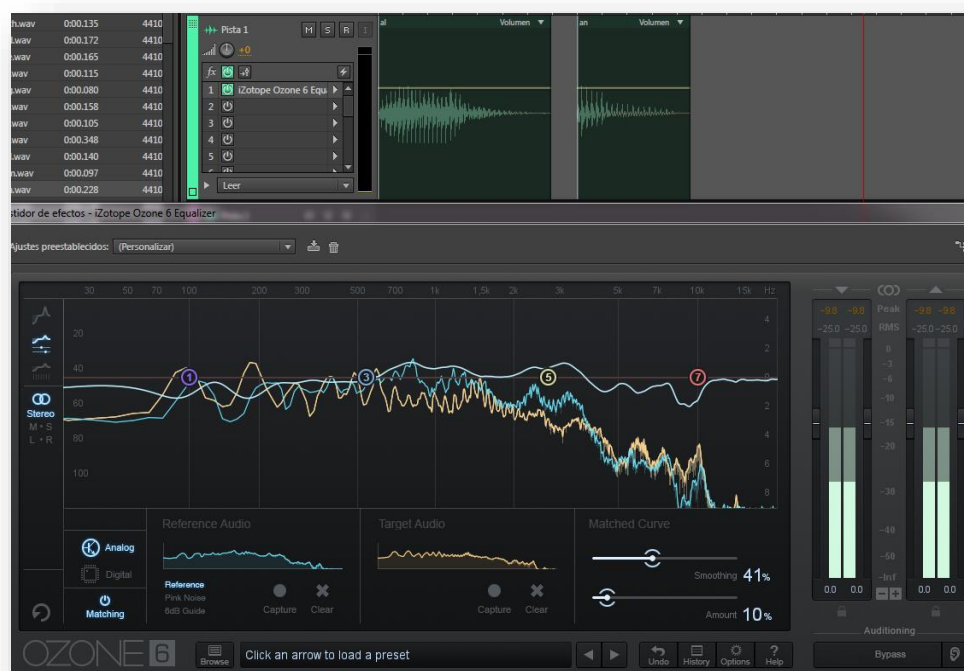 th.wav 0:00.135 4410
l.wav 0:00.172 4410
.wav 0:00.165 4410
.wav 0:00.115 4410
.wav 0:00.080 4410
.wav 0:00.158 4410
.wav 0:00.105 4410
.wav 0:00.348 4410
.wav 0:00.140 4410
n.wav 0:00.097 4410
.wav 0:00.228 4410
Pista 1 M S R I
+0
fx
1 iZotope Ozone 6 Equ
2
3
4
5
Leer
al Volumen
an Volumen
stidor de efectos - iZotope Ozone 6 Equalizer
Ajustes preestablecidos: (Personalizar)
30 50 70 100 200 300 500 700 1k 1,5k 2k 3k 5k 7k 10k 15k Hz
20
40
60
80
100
4
2
0
2
4
6
8
1 3 5 7
Stereo
M • S
L • R
Analog
Digital
Matching
Reference Audio
Reference
Pink Noise
6dB Guide
Capture Clear
Target Audio
Capture Clear
Matched Curve
Smoothing 41%
Amount 10%
-9.8 -9.8 Peak -9.8 -9.8
-25.0 -25.0 RMS -25.0 -25.0
0
-3
-6
-10
-15
-20
-30
-40
-50
-Inf
0.0 0.0 0.0 0.0
Auditioning
Bypass
OZONE 6
Browse
Click an arrow to load a preset
Undo History Options Help